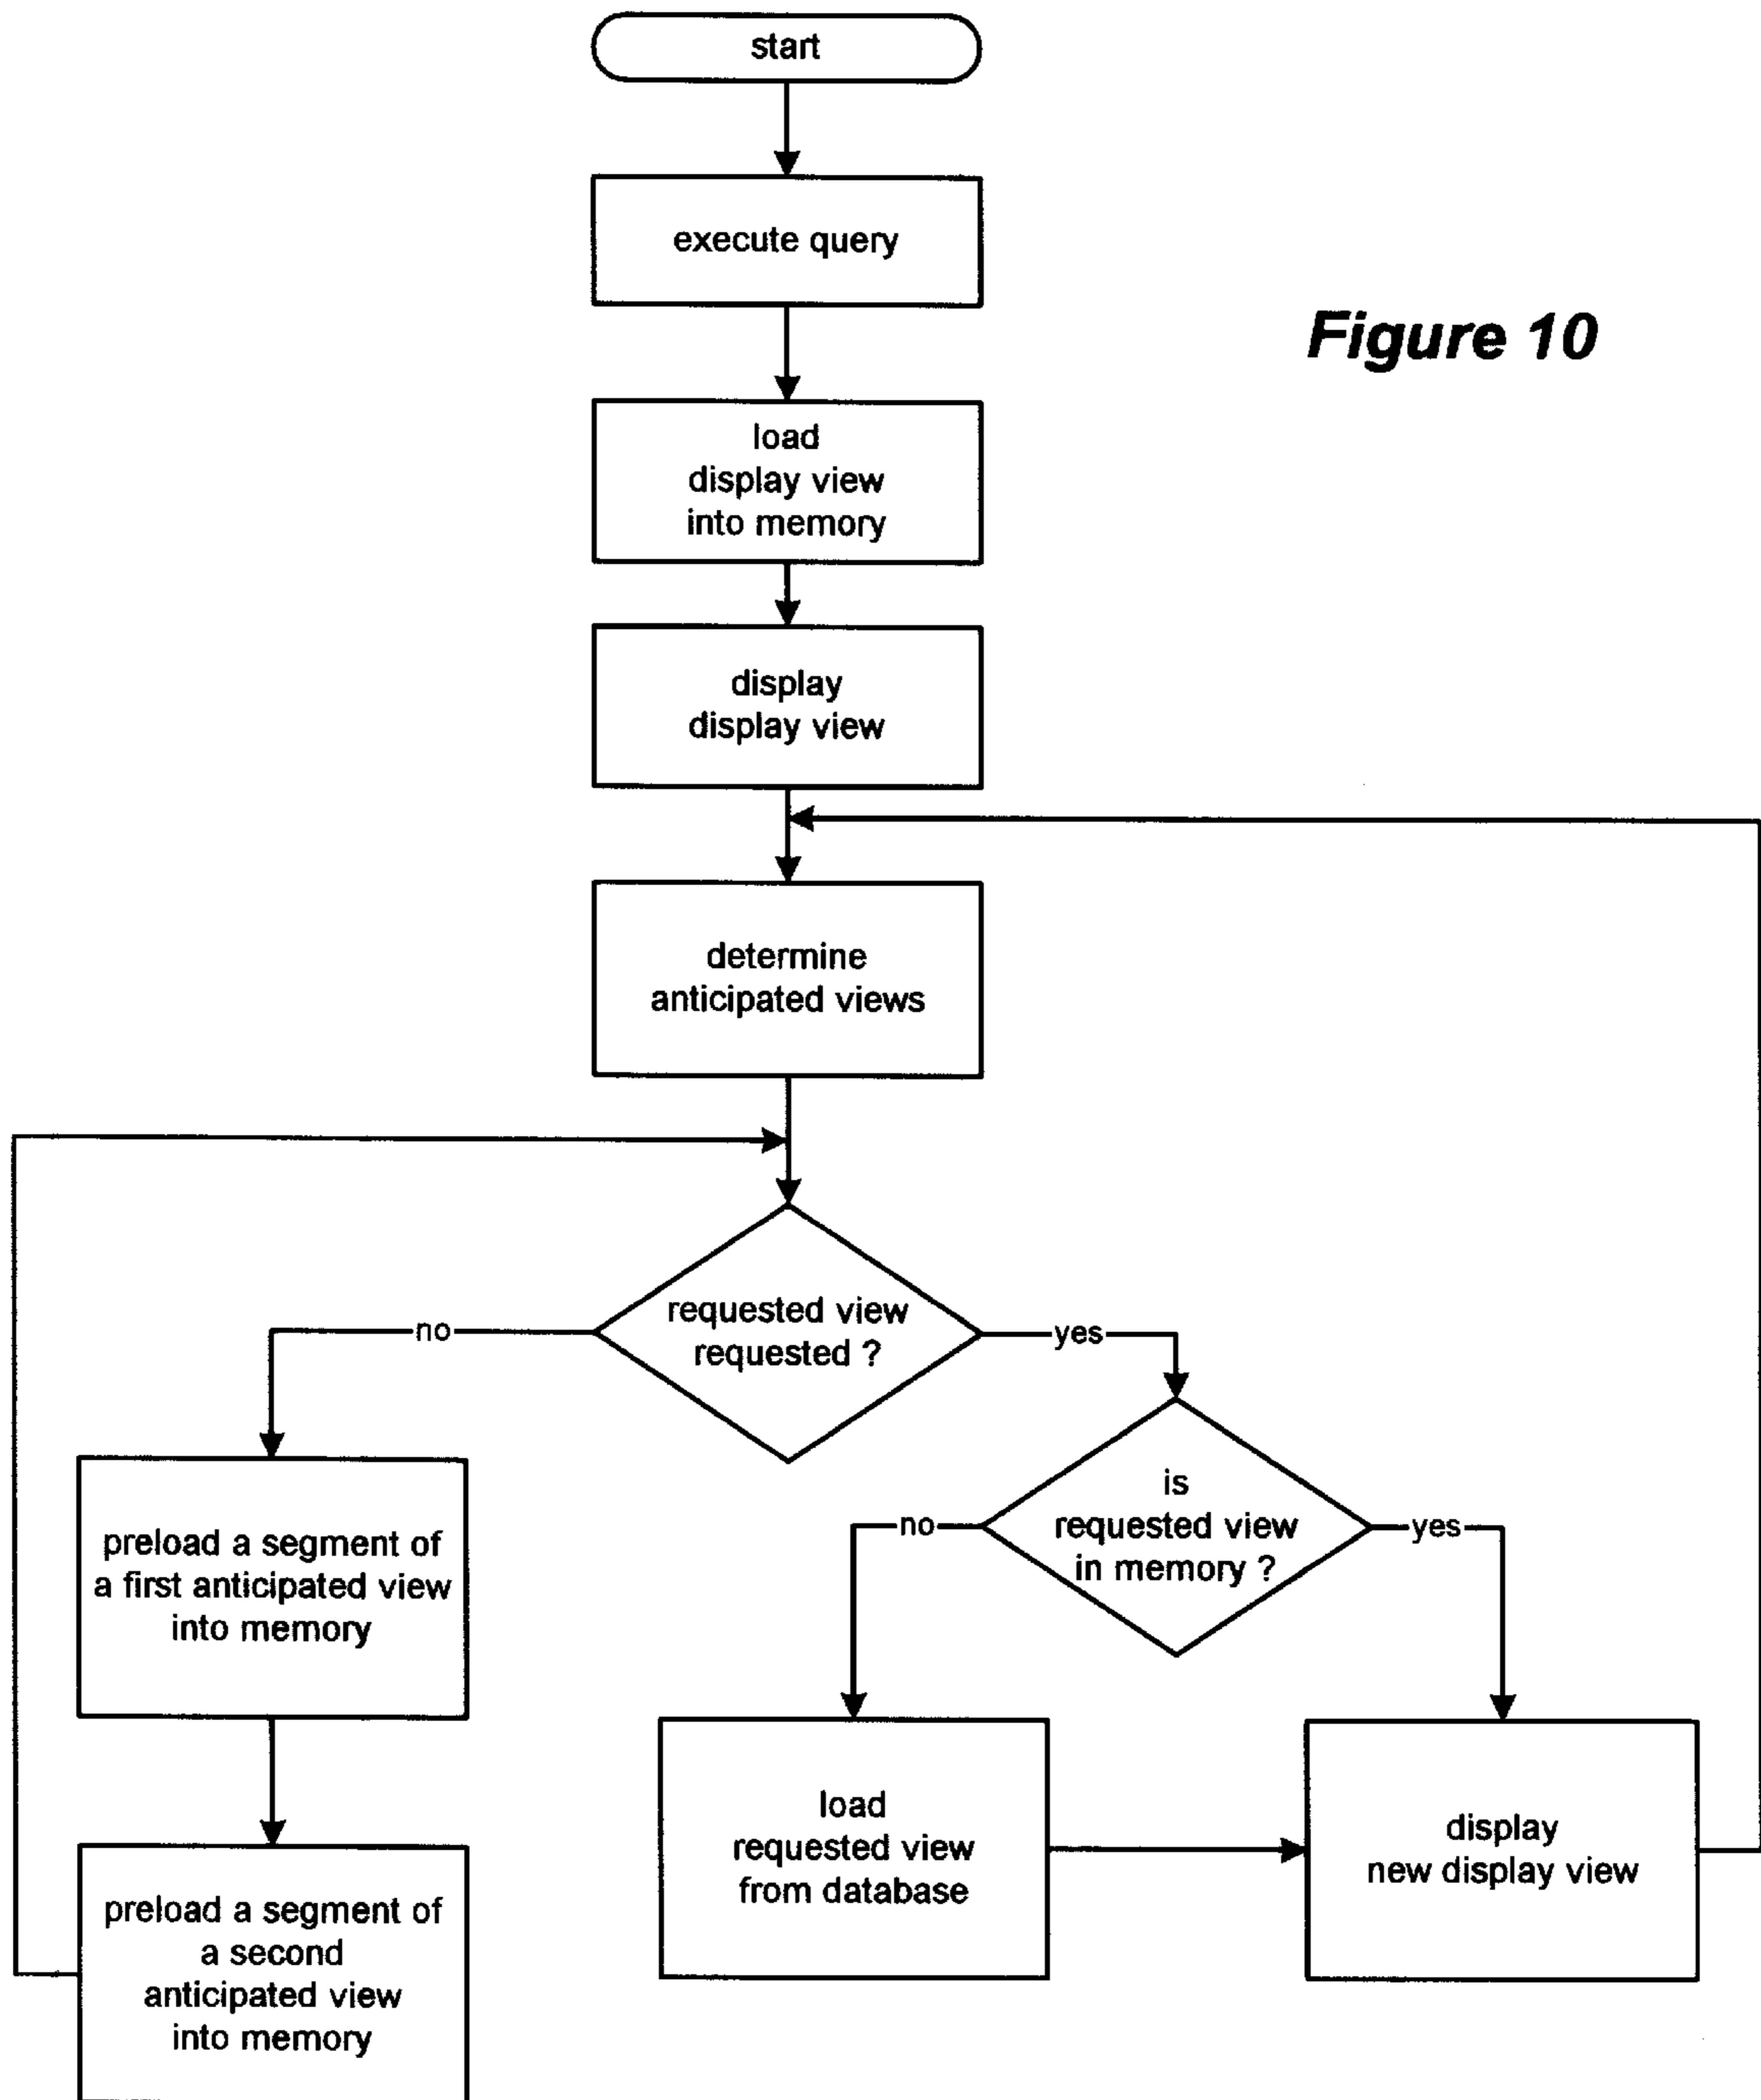 start
execute query
Figure 10
load
display view
into memory
display
display view
determine
anticipated views
requested view
requested ?
no
yes
is
requested view
in memory ?
no
yes
preload a segment of
a first anticipated view
into memory
load
requested view
from database
display
new display view
preload a segment of
a second
anticipated view
into memory